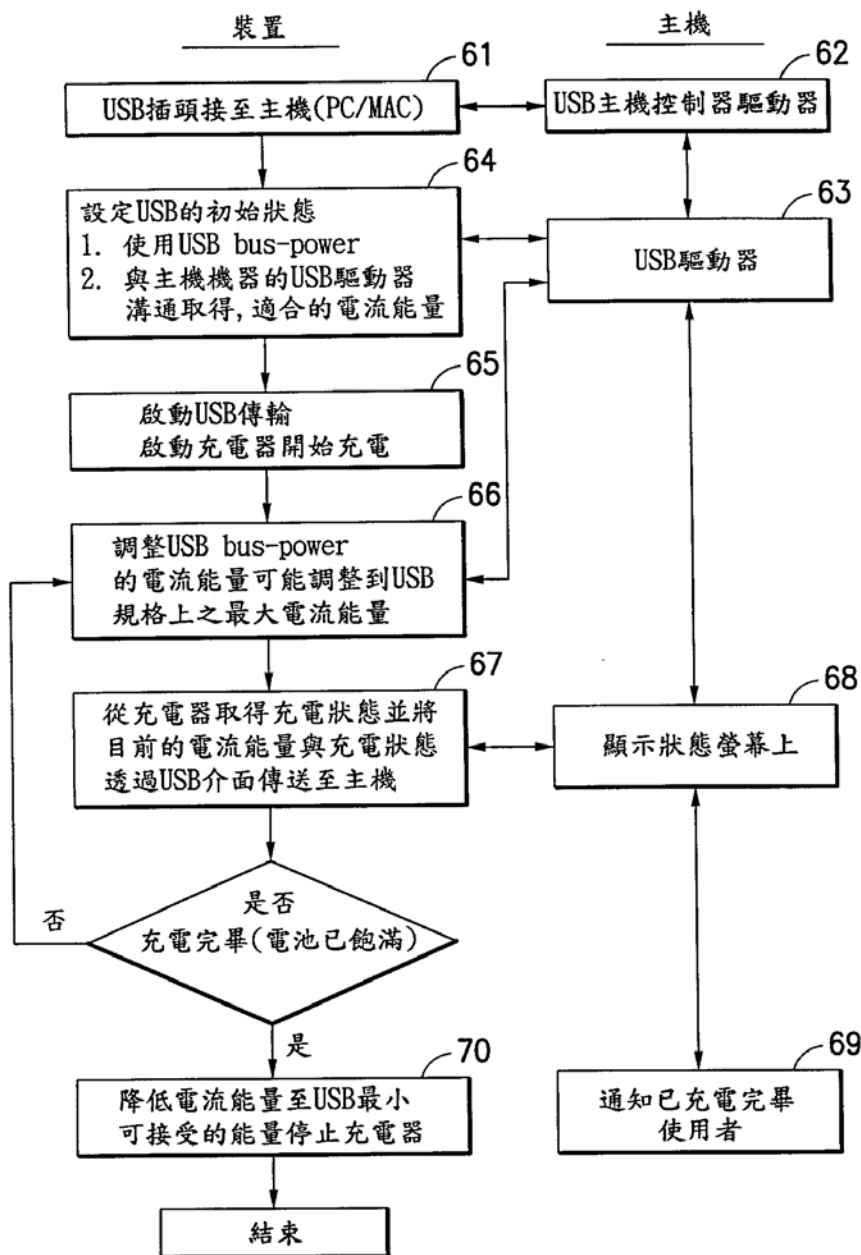 裝置
主機
61
USB插頭接至主機(PC/MAC)
62
USB主機控制器驅動器
64
設定USB的初始狀態
1. 使用USB bus-power
2. 與主機機器的USB驅動器
溝通取得,適合的電流能量
63
USB驅動器
65
啟動USB傳輸
啟動充電器開始充電
66
調整USB bus-power
的電流能量可能調整到USB
規格上之最大電流能量
67
從充電器取得充電狀態並將
目前的電流能量與充電狀態
透過USB介面傳送至主機
68
顯示狀態螢幕上
是否
充電完畢(電池已飽滿)
否
是
70
降低電流能量至USB最小
可接受的能量停止充電器
69
通知已充電完畢
使用者
結束